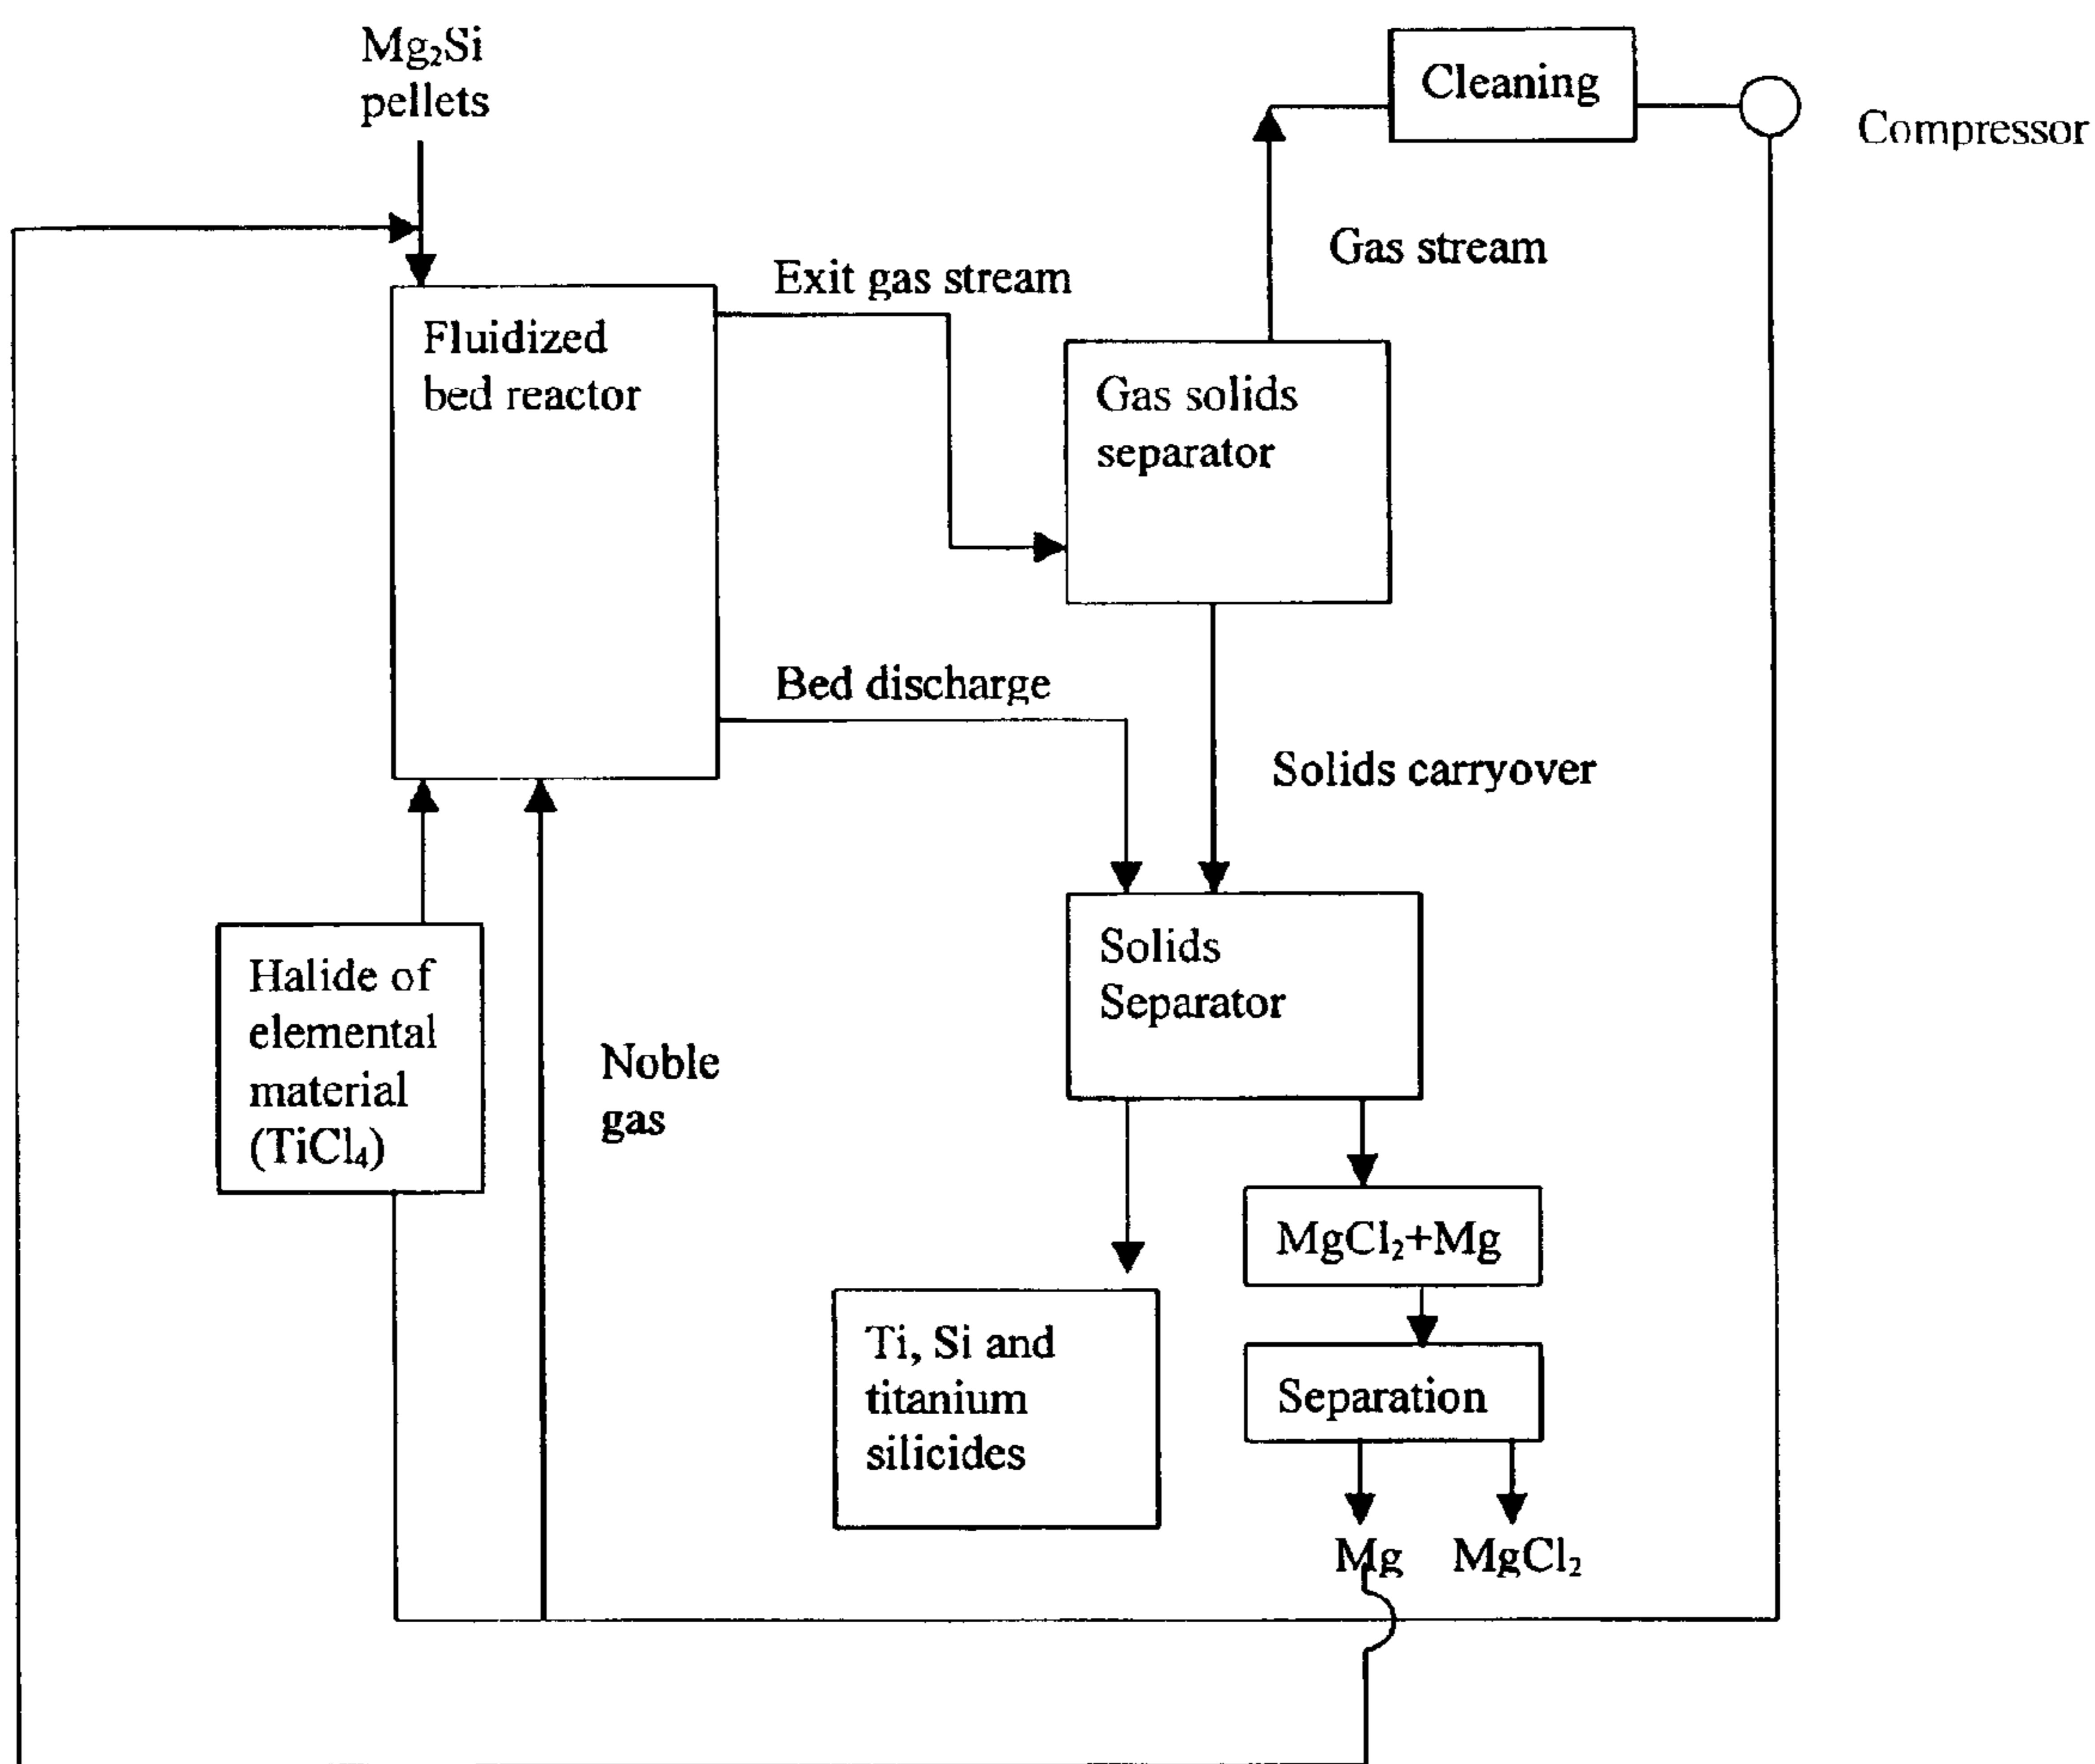 Mg₂Si
pellets
Cleaning
Compressor
Gas stream
Exit gas stream
Fluidized
bed reactor
Gas solids
separator
Bed discharge
Solids carryover
Solids
Separator
Halide of
elemental
material
(TiCl₄)
Noble
gas
MgCl₂+Mg
Ti, Si and
titanium
silicides
Separation
Mg
MgCl₂